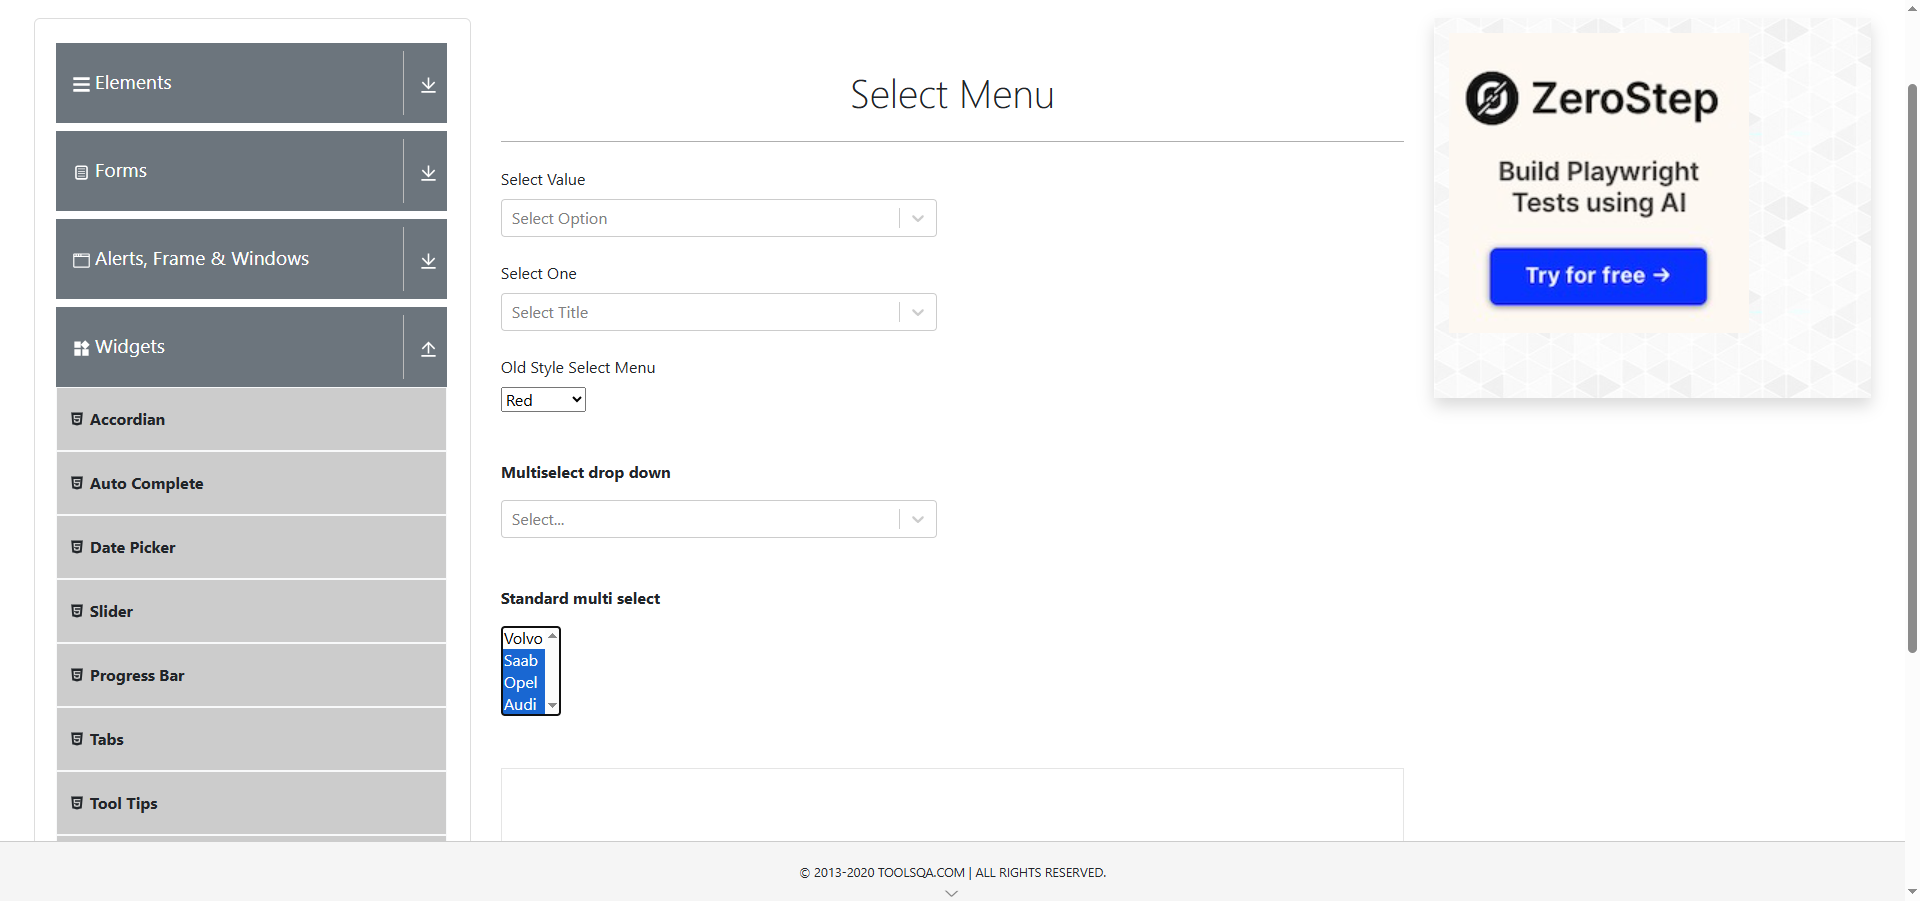 Elements
Forms
Alerts, Frame & Windows
Widgets
Accordian
Auto Complete
Date Picker
Slider
Progress Bar
Tabs
Tool Tips
Select Menu
Select Value
Select Option
Select One
Select Title
Old Style Select Menu
Red
Multiselect drop down
Select...
Standard multi select
Volvo
Saab
Opel
Audi
ZeroStep
Build Playwright
Tests using AI
Try for free →
© 2013-2020 TOOLSQA.COM | ALL RIGHTS RESERVED.